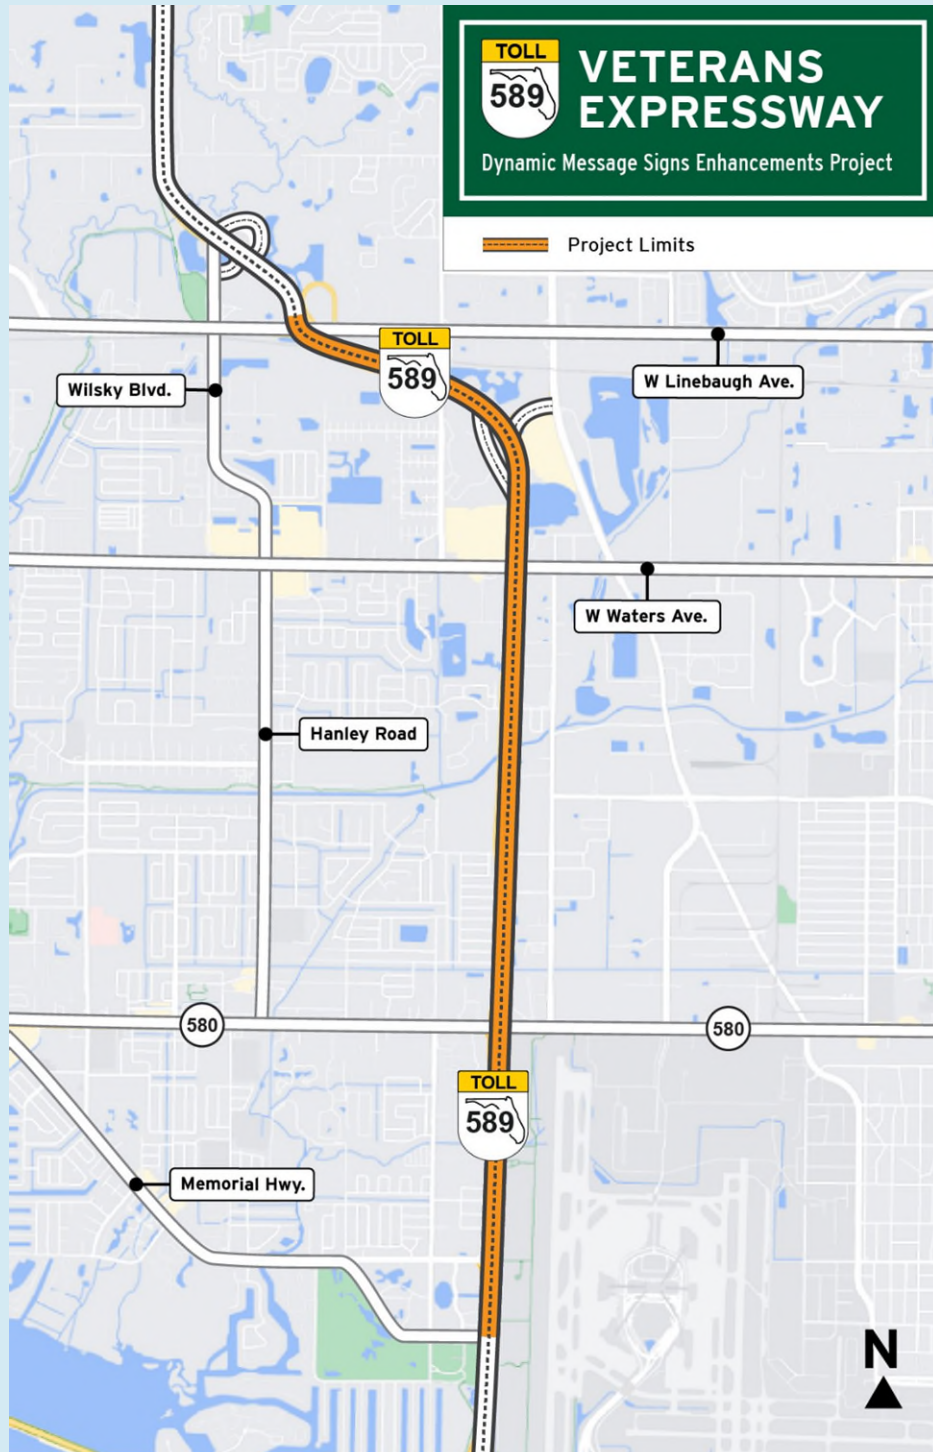 TOLL
589
VETERANS
EXPRESSWAY
Dynamic Message Signs Enhancements Project
Project Limits
TOLL
589
W Linebaugh Ave.
Wilsky Blvd.
W Waters Ave.
Hanley Road
580
580
TOLL
589
Memorial Hwy.
N